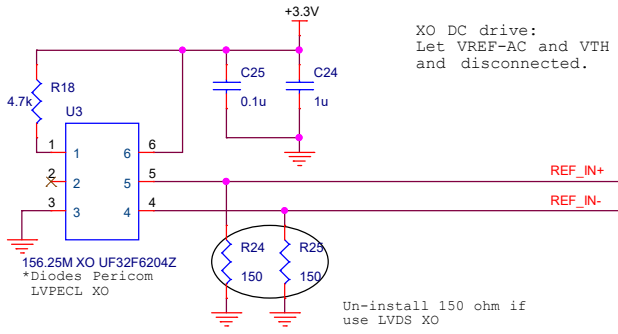 +3.3V
XO DC drive:
Let VREF-AC and VTH
and disconnected.
R18
4.7k
C25
0.1u
C24
1u
U3
1 1 6 6
2 2 5 5
3 3 4 4
REF_IN+
REF_IN-
156.25M XO UF32F6204Z
*Diodes Pericom
LVPECL XO
R24
150
R25
150
Un-install 150 ohm if
use LVDS XO